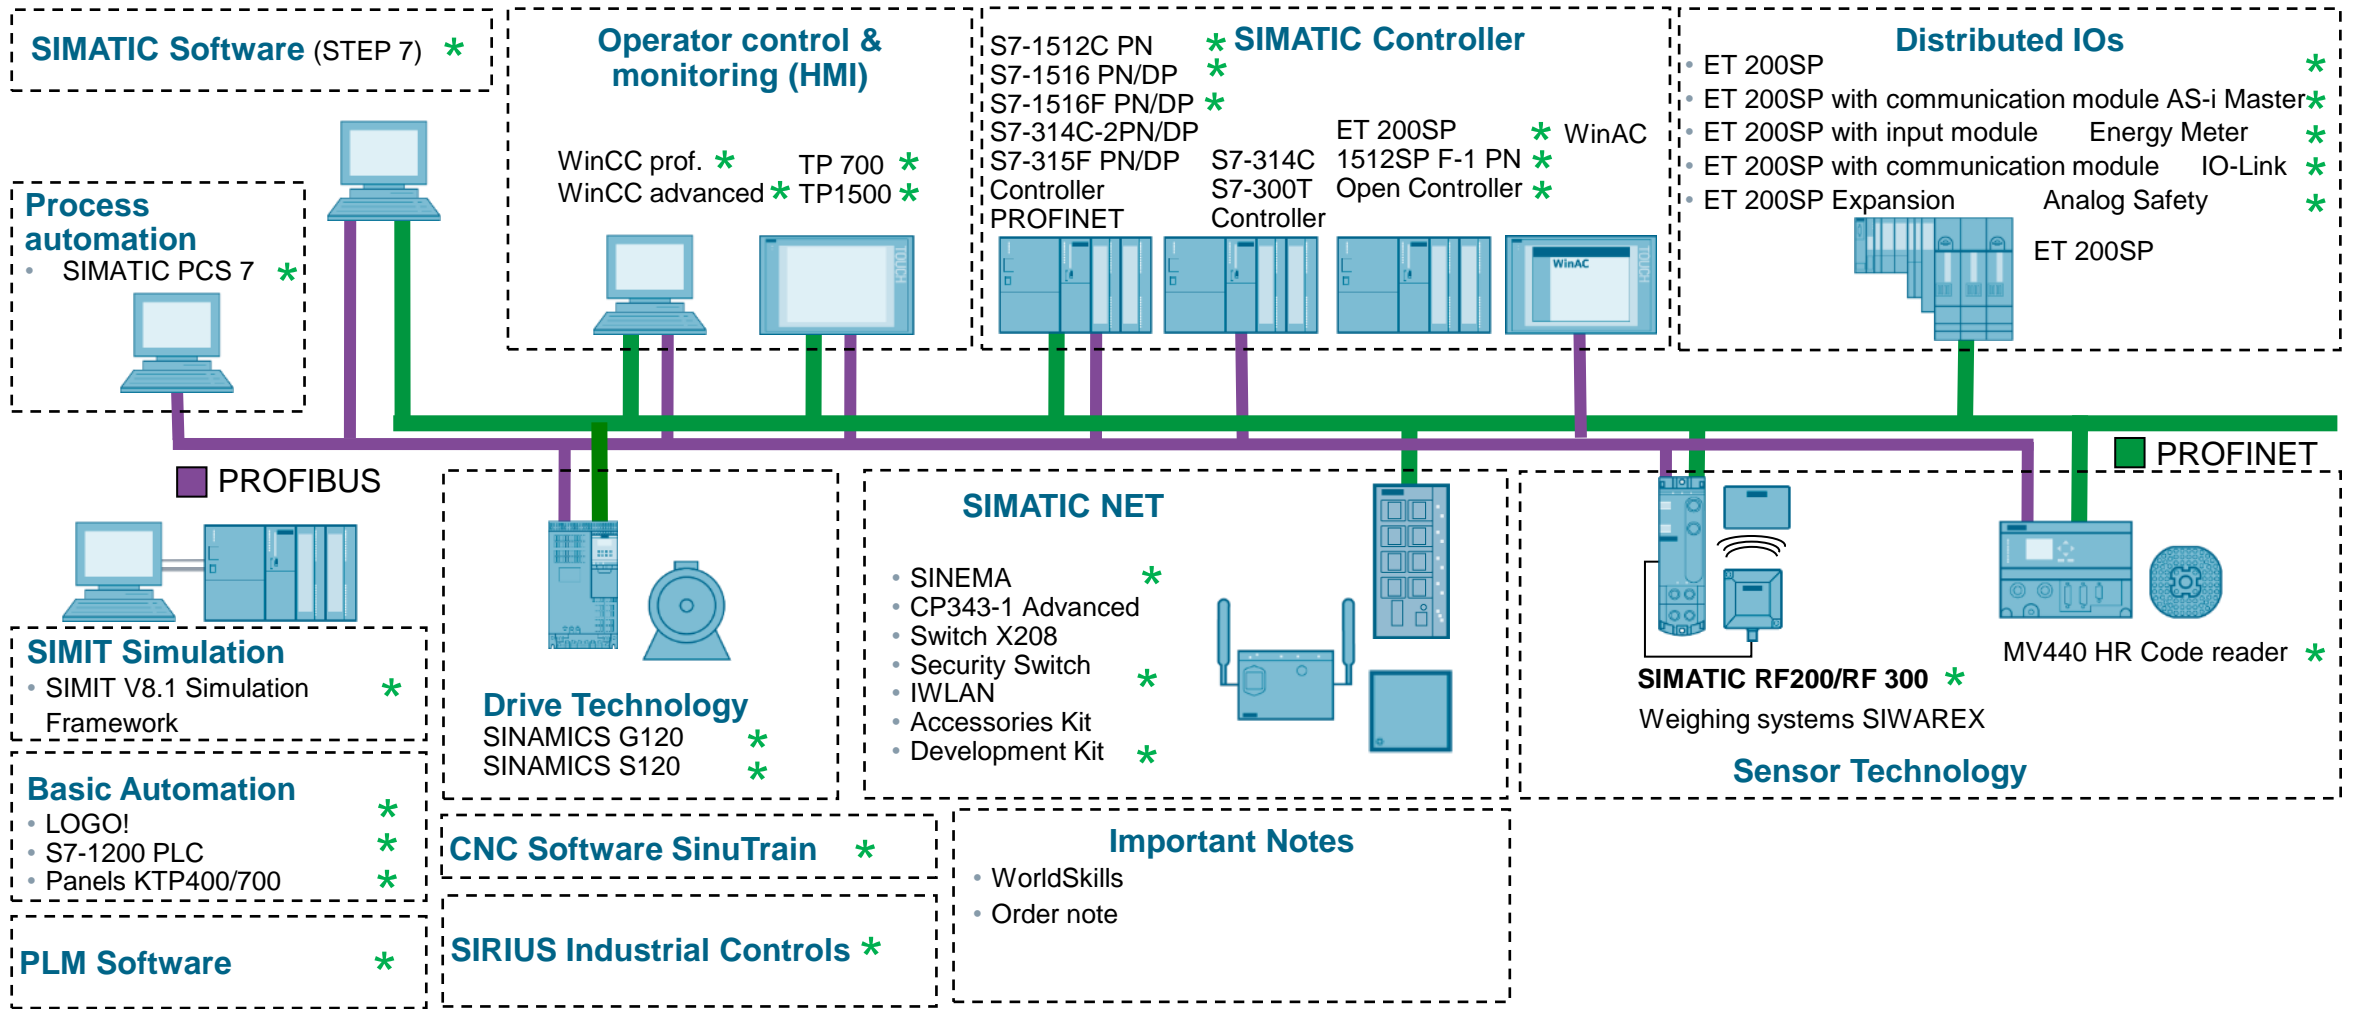 SIMATIC Software (STEP 7) *
Operator control &
monitoring (HMI)
WinCC prof. *
WinCC advanced *
TP 700 *
TP1500 *
TOUCH
SIMATIC Controller
S7-1512C PN *
S7-1516 PN/DP *
S7-1516F PN/DP *
S7-314C-2PN/DP
S7-315F PN/DP
Controller
PROFINET
S7-314C
S7-300T
Controller
ET 200SP *
1512SP F-1 PN *
Open Controller *
WinAC
WinAC
TOUCH
Distributed IOs
• ET 200SP *
• ET 200SP with communication module AS-i Master *
• ET 200SP with input module Energy Meter *
• ET 200SP with communication module IO-Link *
• ET 200SP Expansion Analog Safety *
ET 200SP
Process
automation
• SIMATIC PCS 7 *
PROFIBUS
PROFINET
SIMIT Simulation
• SIMIT V8.1 Simulation *
Framework
Basic Automation
• LOGO! *
• S7-1200 PLC *
• Panels KTP400/700 *
PLM Software *
Drive Technology
SINAMICS G120 *
SINAMICS S120 *
CNC Software SinuTrain *
SIRIUS Industrial Controls *
SIMATIC NET
• SINEMA *
• CP343-1 Advanced
• Switch X208
• Security Switch *
• IWLAN
• Accessories Kit
• Development Kit *
Important Notes
• WorldSkills
• Order note
SIMATIC RF200/RF 300 *
Weighing systems SIWAREX
MV440 HR Code reader *
Sensor Technology